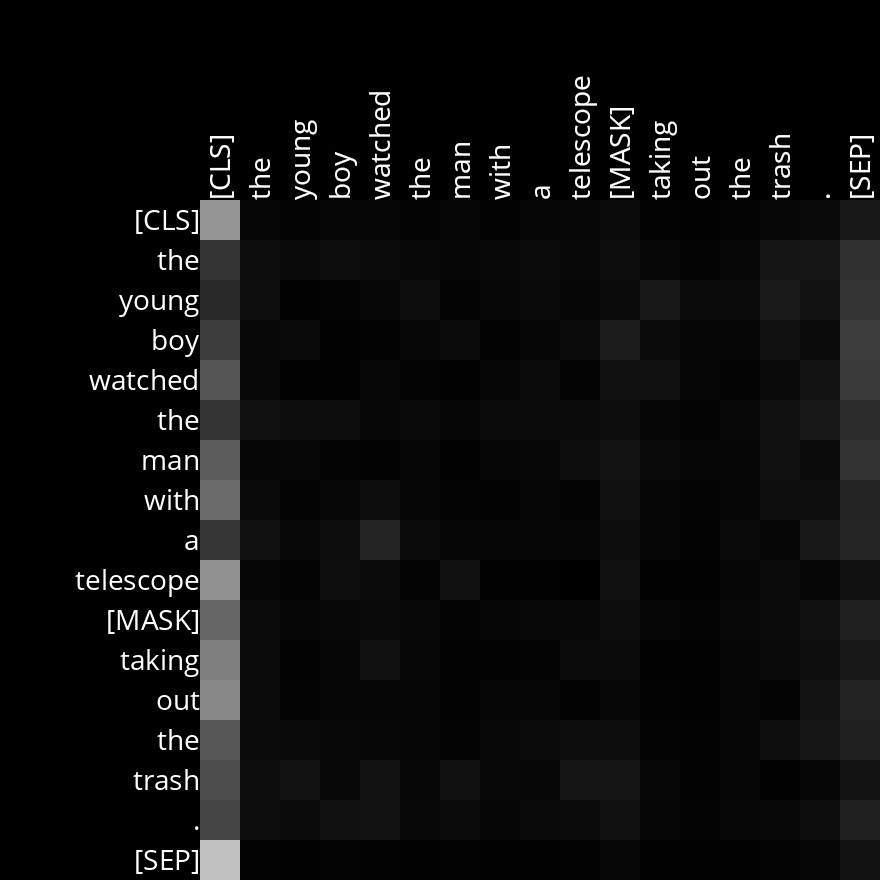 [CLS] the young boy watched the man with a telescope [MASK] taking out the trash . [SEP]
[CLS]
the
young
boy
watched
the
man
with
a
telescope
[MASK]
taking
out
the
trash
.
[SEP]